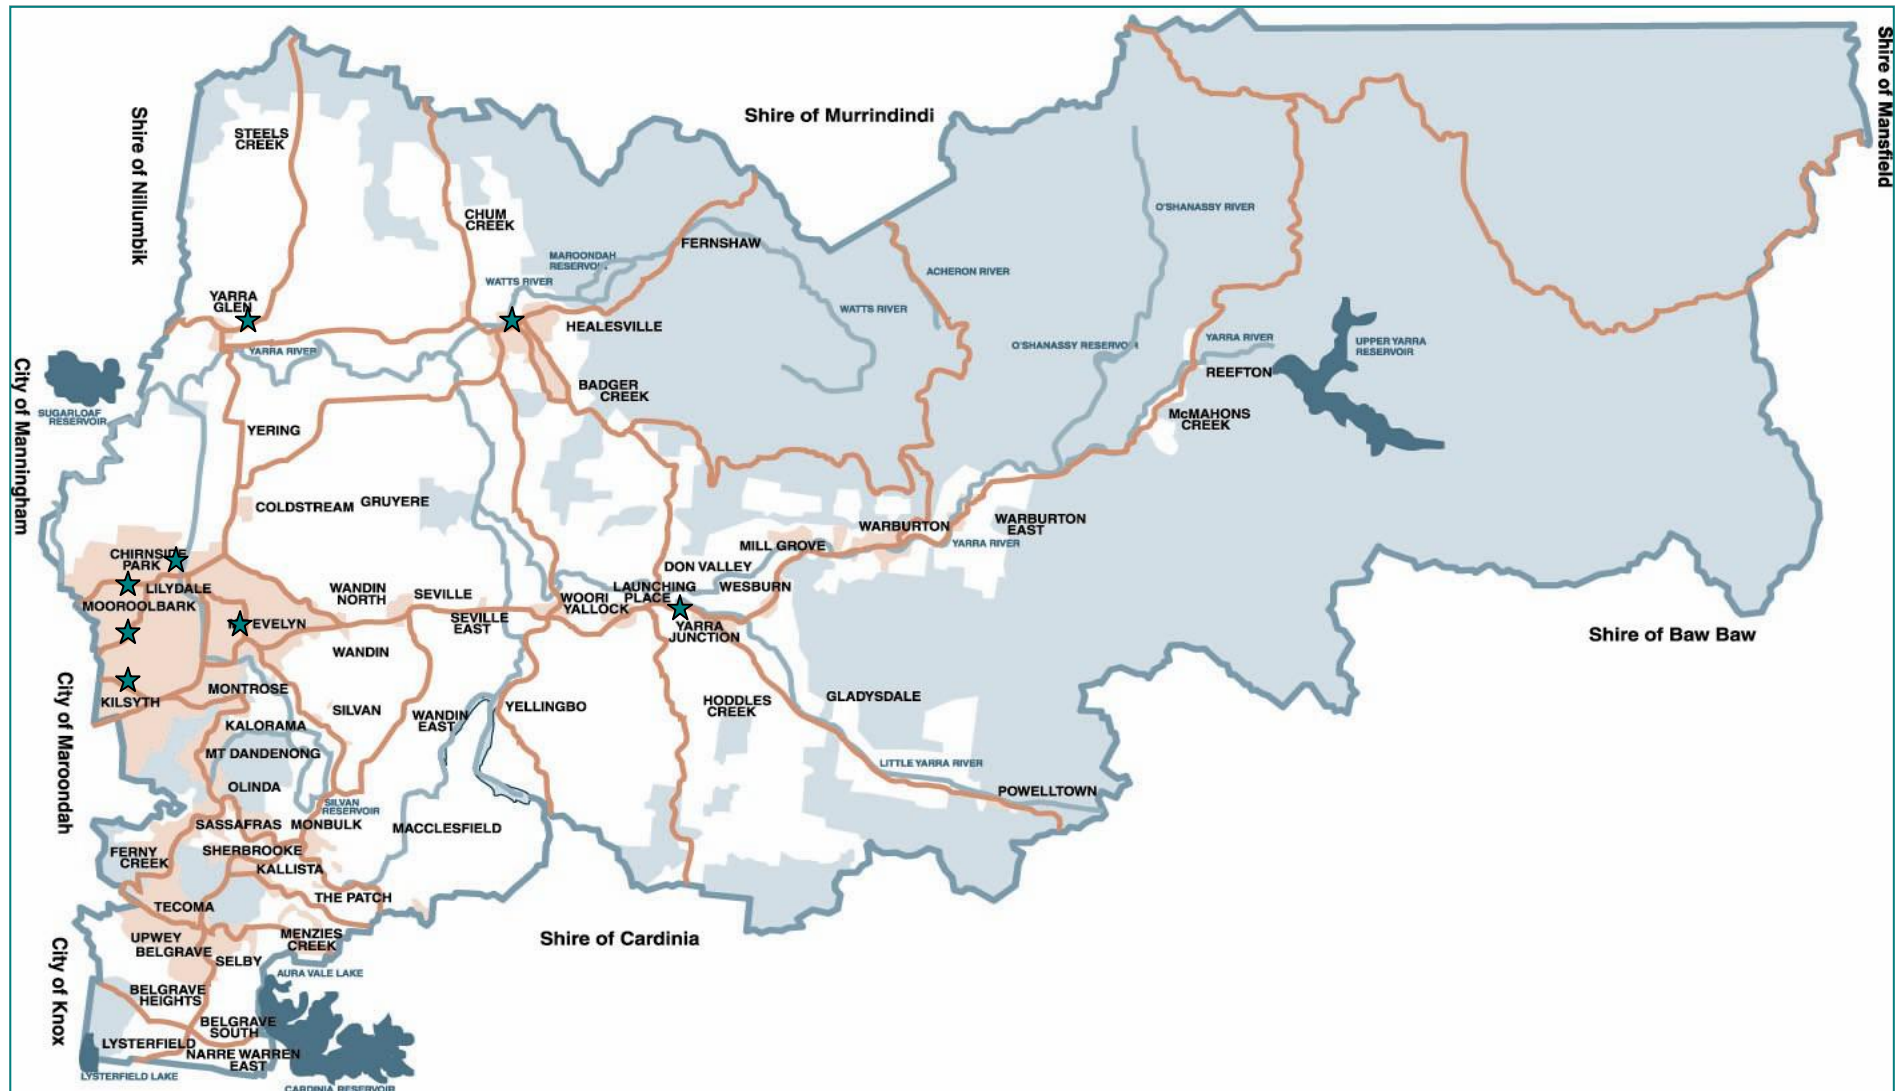 Shire of Mansfield
Shire of Murrindindi
Shire of Nillumbik
STEELS
CREEK
CHUM
CREEK
O'SHANASSY RIVER
FERNSHAW
MAROONDAH
WATTS RIVER
ACHERON RIVER
YARRA
GLEN
WATTS RIVER
HEALESVILLE
YARRA RIVER
O'SHANASSY
YARRA RIVER
UPPER YARRA
RESERVOIR
REEFTON
City of Manningham
SUGARLOAF
RESERVOIR
BADGER
CREEK
McMAHONS
CREEK
YERING
COLDSTREAM
GRUYERE
WARBURTON
WARBURTON
EAST
YARRA RIVER
MILL GROVE
CHIRNSIDE
PARK
DON VALLEY
LILYDALE
WANDIN
NORTH
SEVILLE
WOORI
YALLOCK
LAUNCHING
PLACE
WESBURN
MOOROOLBARK
SEVILLE
EAST
EVELYN
YARRA
JUNCTION
Shire of Baw Baw
WANDIN
City of Maroondah
KILSYTH
MONTROSE
SILVAN
WANDIN
EAST
YELLINGBO
HODDLES
CREEK
GLADYSDALE
KALORAMA
MT DANDENONG
LITTLE YARRA RIVER
OLINDA
POWELLTOWN
SILVAN
RESERVOIR
SASSAFRAS
MONBULK
MACCLESFIELD
FERNY
CREEK
SHERBROOKE
KALLISTA
THE PATCH
TECOMA
UPWEY
BELGRAVE
MENZIES
CREEK
Shire of Cardinia
City of Knox
SELBY
AURA VALE LAKE
BELGRAVE
HEIGHTS
BELGRAVE
SOUTH
LYSTERFIELD
NARRE WARREN
EAST
LYSTERFIELD LAKE
CARDINIA RESERVOIR